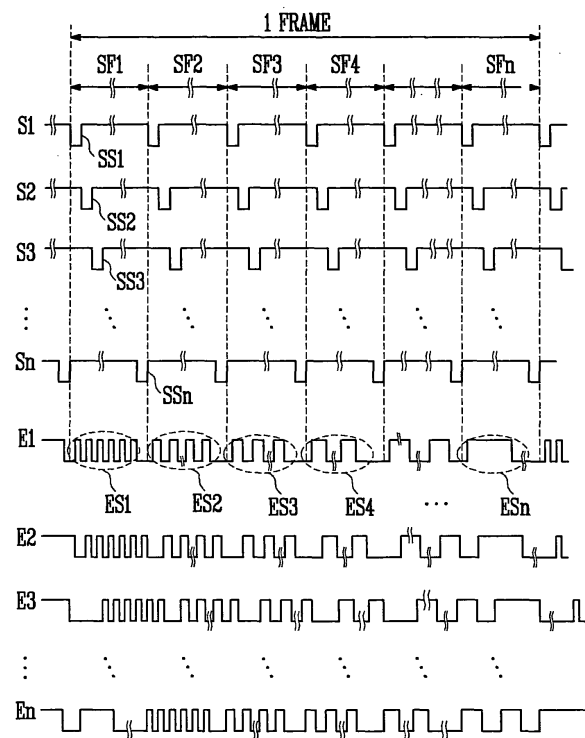 1 FRAME
SF1 SF2 SF3 SF4 SFn
S1
SS1
S2
SS2
S3
SS3
Sn
SSn
E1
ES1 ES2 ES3 ES4 ESn
E2
E3
En